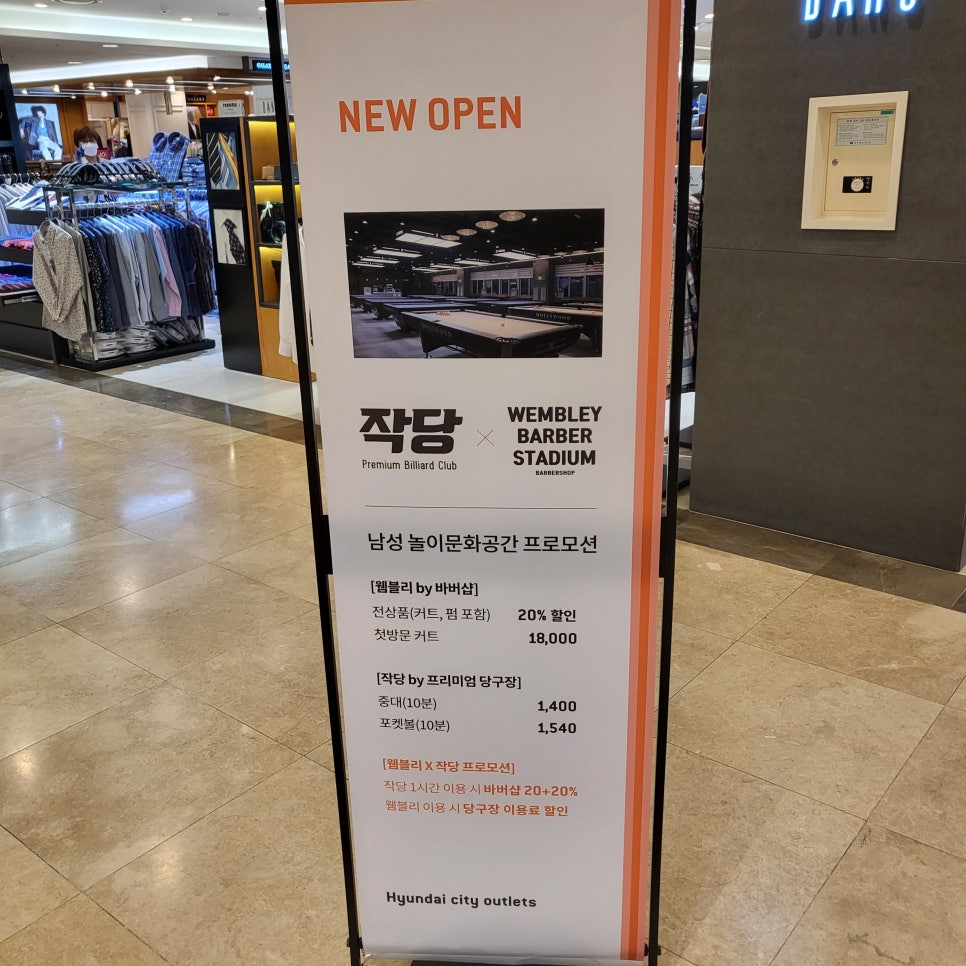 NEW OPEN
HOLLYWOOD
작당
Premium Billiard Club
×
WEMBLEY
BARBER
STADIUM
BARBERSHOP
남성 놀이문화공간 프로모션
[웸블리 by 바버샵]
전상품(커트, 펌 포함) 20% 할인
첫방문 커트 18,000
[작당 by 프리미엄 당구장]
중대(10분) 1,400
포켓볼(10분) 1,540
[웸블리 X 작당 프로모션]
작당 1시간 이용 시 바버샵 20+20%
웸블리 이용 시 당구장 이용료 할인
Hyundai city outlets